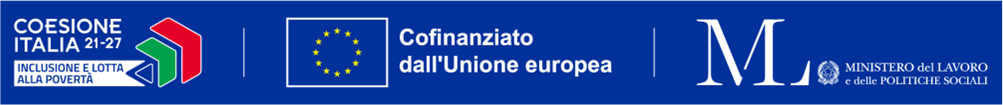 COESIONE
ITALIA 21-27
INCLUSIONE E LOTTA
ALLA POVERTÀ
Cofinanziato
dall'Unione europea
ML
MINISTERO del LAVORO
e delle POLITICHE SOCIALI